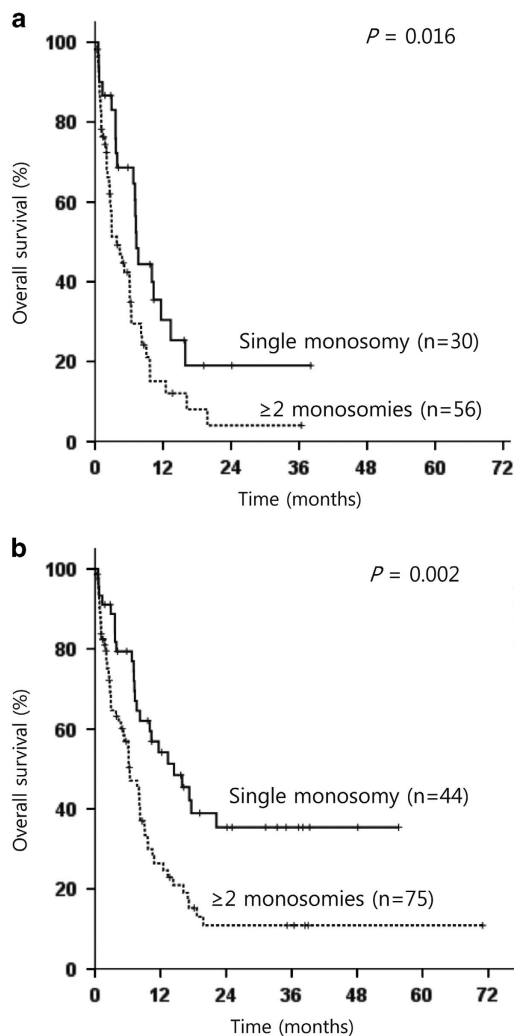 a
P = 0.016
100
80
60
40
20
0
Overall survival (%)
Single monosomy (n=30)
≥2 monosomies (n=56)
0 12 24 36 48 60 72
Time (months)
b
P = 0.002
100
80
60
40
20
0
Overall survival (%)
Single monosomy (n=44)
≥2 monosomies (n=75)
0 12 24 36 48 60 72
Time (months)